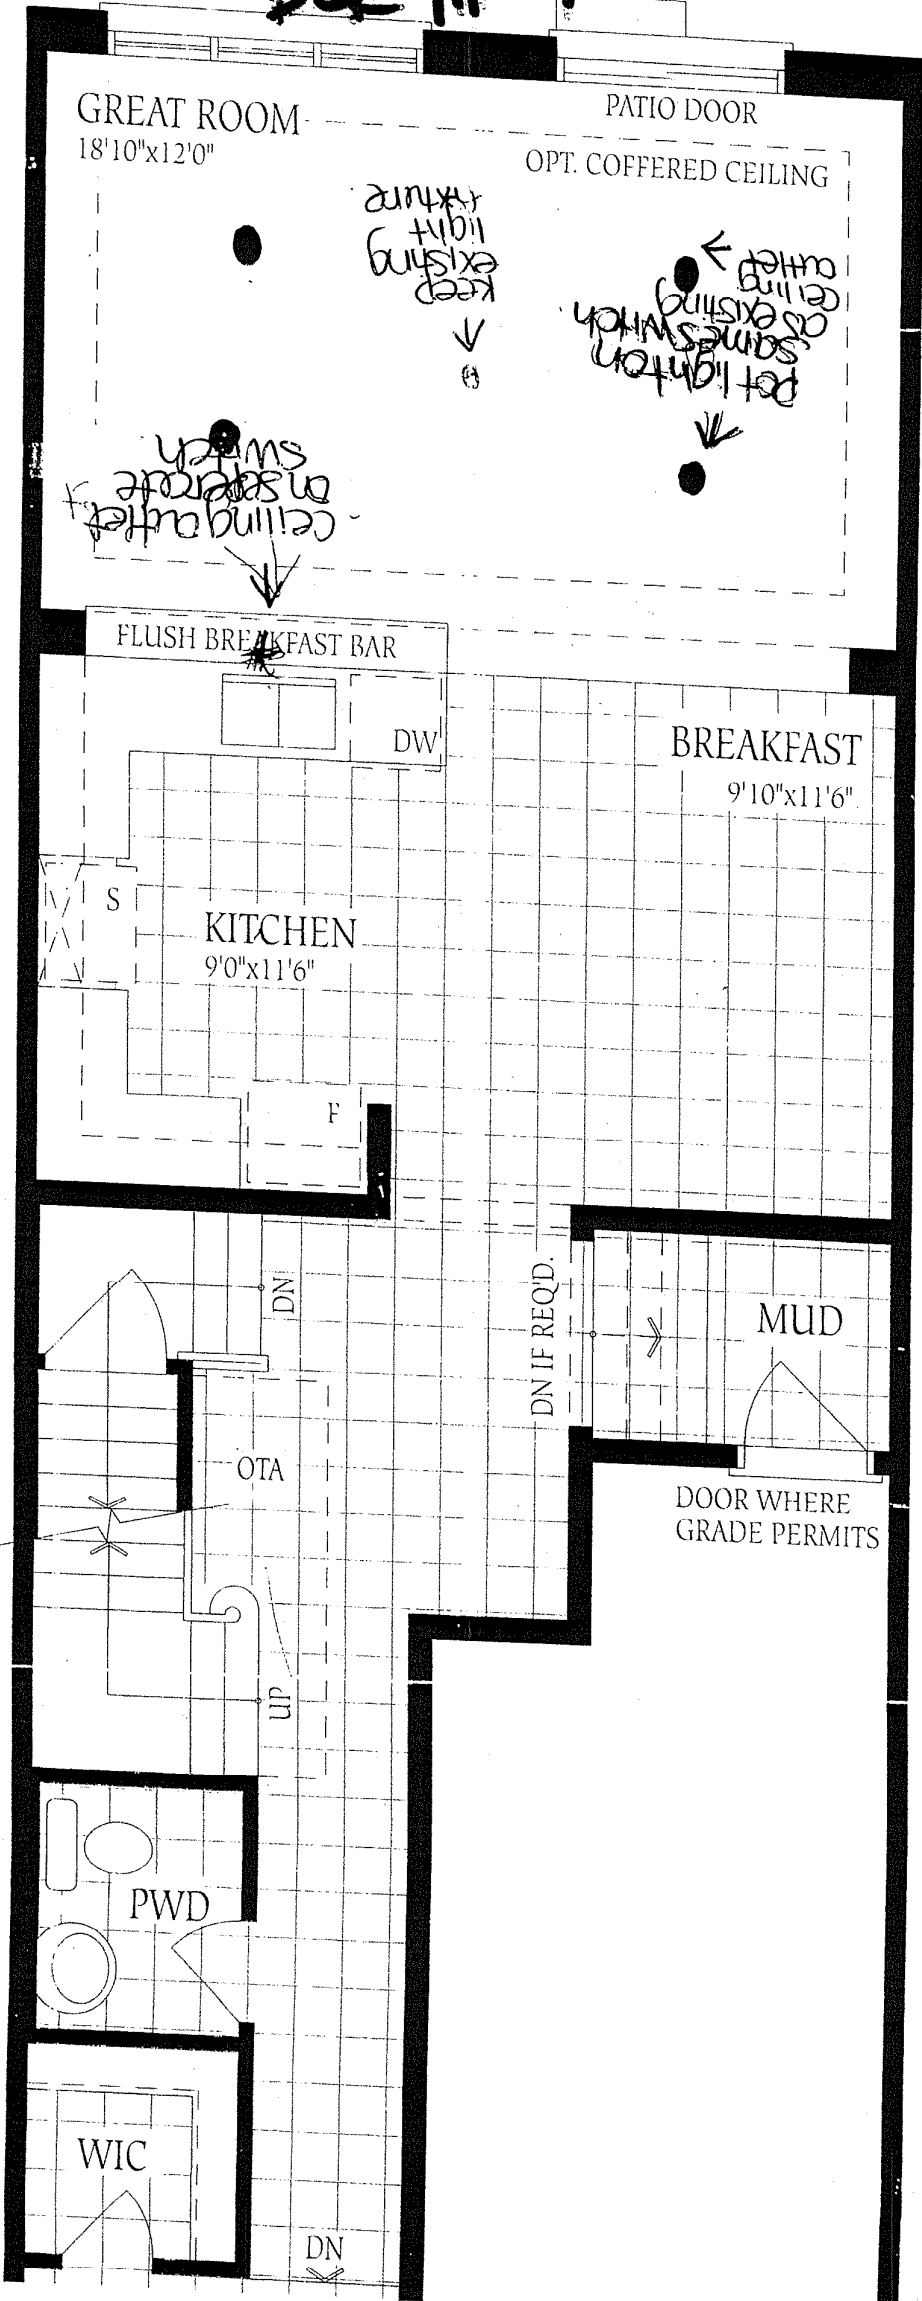 GREAT ROOM
18'10"x12'0"
PATIO DOOR
OPT. COFFERED CEILING
keep
existing
light
fixture
pot light on
same switch
as existing
ceiling
outlet
ceiling outlet
on seperate
switch
FLUSH BREAKFAST BAR
DW
BREAKFAST
9'10"x11'6"
S
KITCHEN
9'0"x11'6"
F
DN
DN IF REQ'D.
MUD
OTA
DOOR WHERE
GRADE PERMITS
UP
PWD
WIC
DN